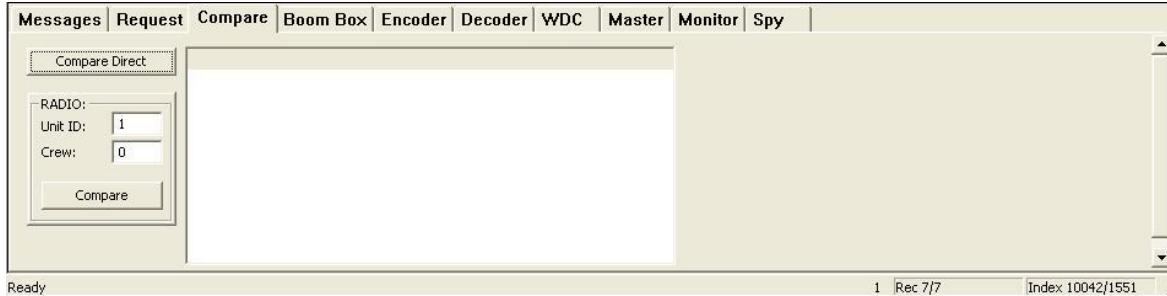 Messages Request Compare Boom Box Encoder Decoder WDC Master Monitor Spy
Compare Direct
RADIO:
Unit ID: 1
Crew: 0
Compare
Ready 1 Rec 7/7 Index 10042/1551